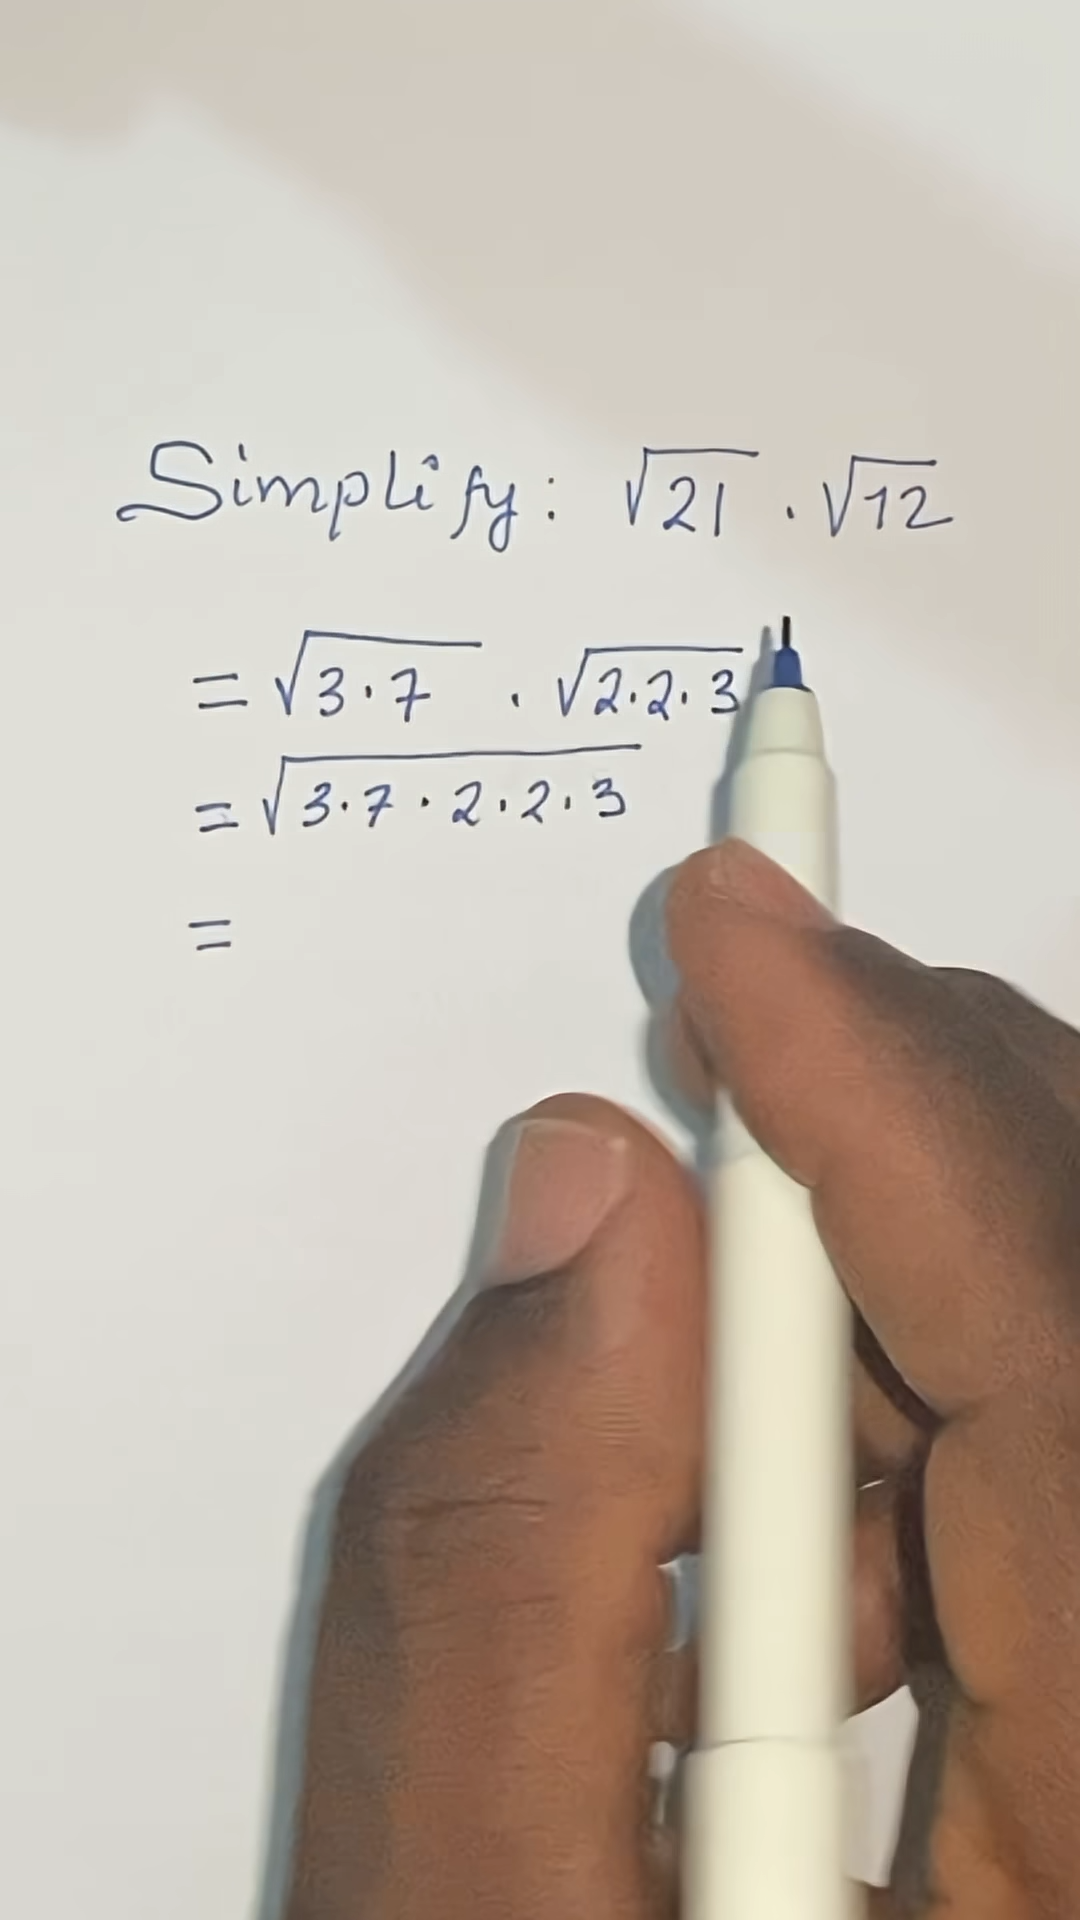 Simplify: √21 . √12
= √3·7 · √2·2·3
= √3·7·2·2·3
=